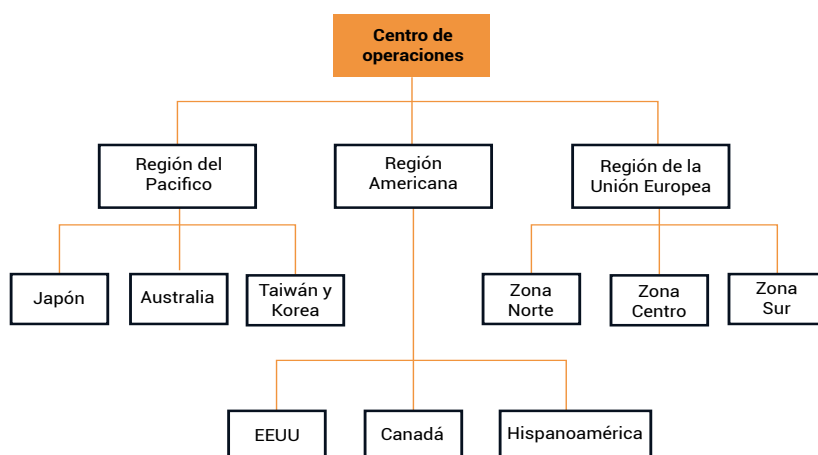 Centro de
operaciones
Región del
Pacifico
Región
Americana
Región de la
Unión Europea
Japón
Australia
Taiwán y
Korea
Zona
Norte
Zona
Centro
Zona
Sur
EEUU
Canadá
Hispanoamérica